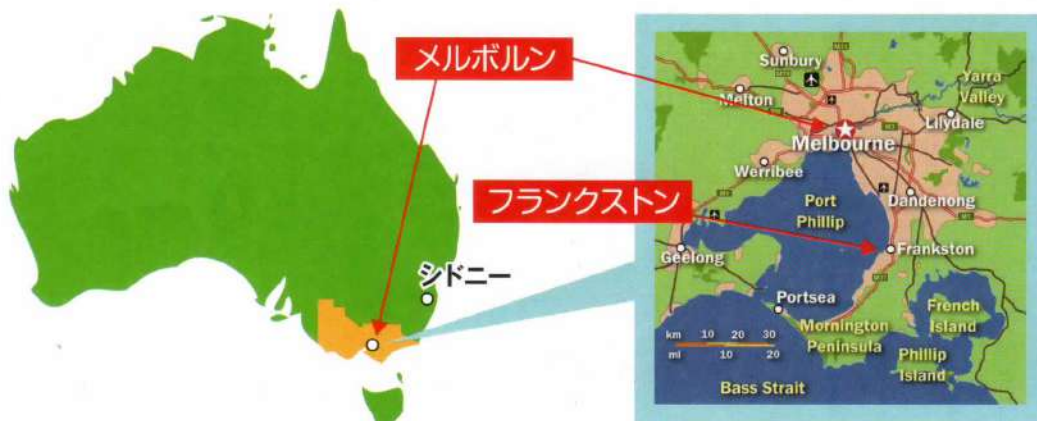 メルボルン
フランクストン
シドニー
Sunbury
Melton
Yarra
Valley
Lilydale
Melbourne
Werribee
Dandenong
Port
Phillip
Geelong
Frankston
Portsea
French
Island
Mornington
Peninsula
Phillip
Island
km 10 20 30
mi 10 20
Bass Strait